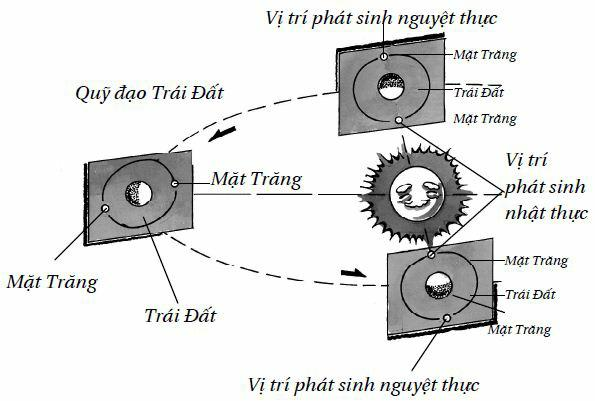 Vị trí phát sinh nguyệt thực
Mặt Trăng
Quỹ đạo Trái Đất
Trái Đất
Mặt Trăng
Vị trí
phát sinh
nhật thực
Mặt Trăng
Mặt Trăng
Trái Đất
Mặt Trăng
Trái Đất
Mặt Trăng
Vị trí phát sinh nguyệt thực